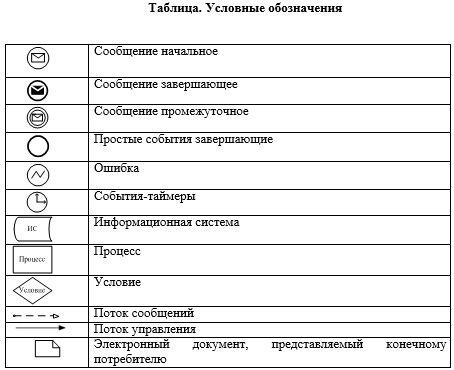 Таблица. Условные обозначения
Сообщение начальное
Сообщение завершающее
Сообщение промежуточное
Простые события завершающие
Ошибка
События-таймеры
ИС
Информационная система
Процесс
Процесс
Условие
Условие
Поток сообщений
Поток управления
Электронный документ, представляемый конечному
потребителю